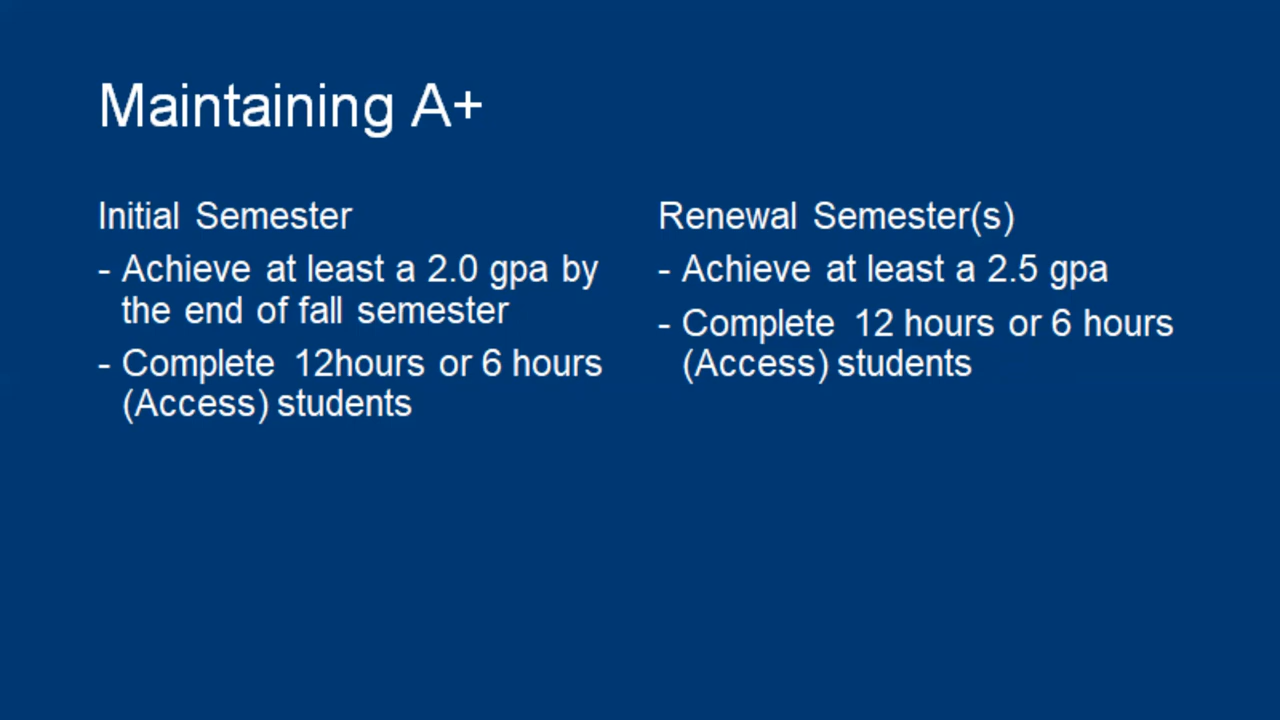 Maintaining A+
Initial Semester
- Achieve at least a 2.0 gpa by
the end of fall semester
- Complete 12hours or 6 hours
(Access) students
Renewal Semester(s)
- Achieve at least a 2.5 gpa
- Complete 12 hours or 6 hours
(Access) students